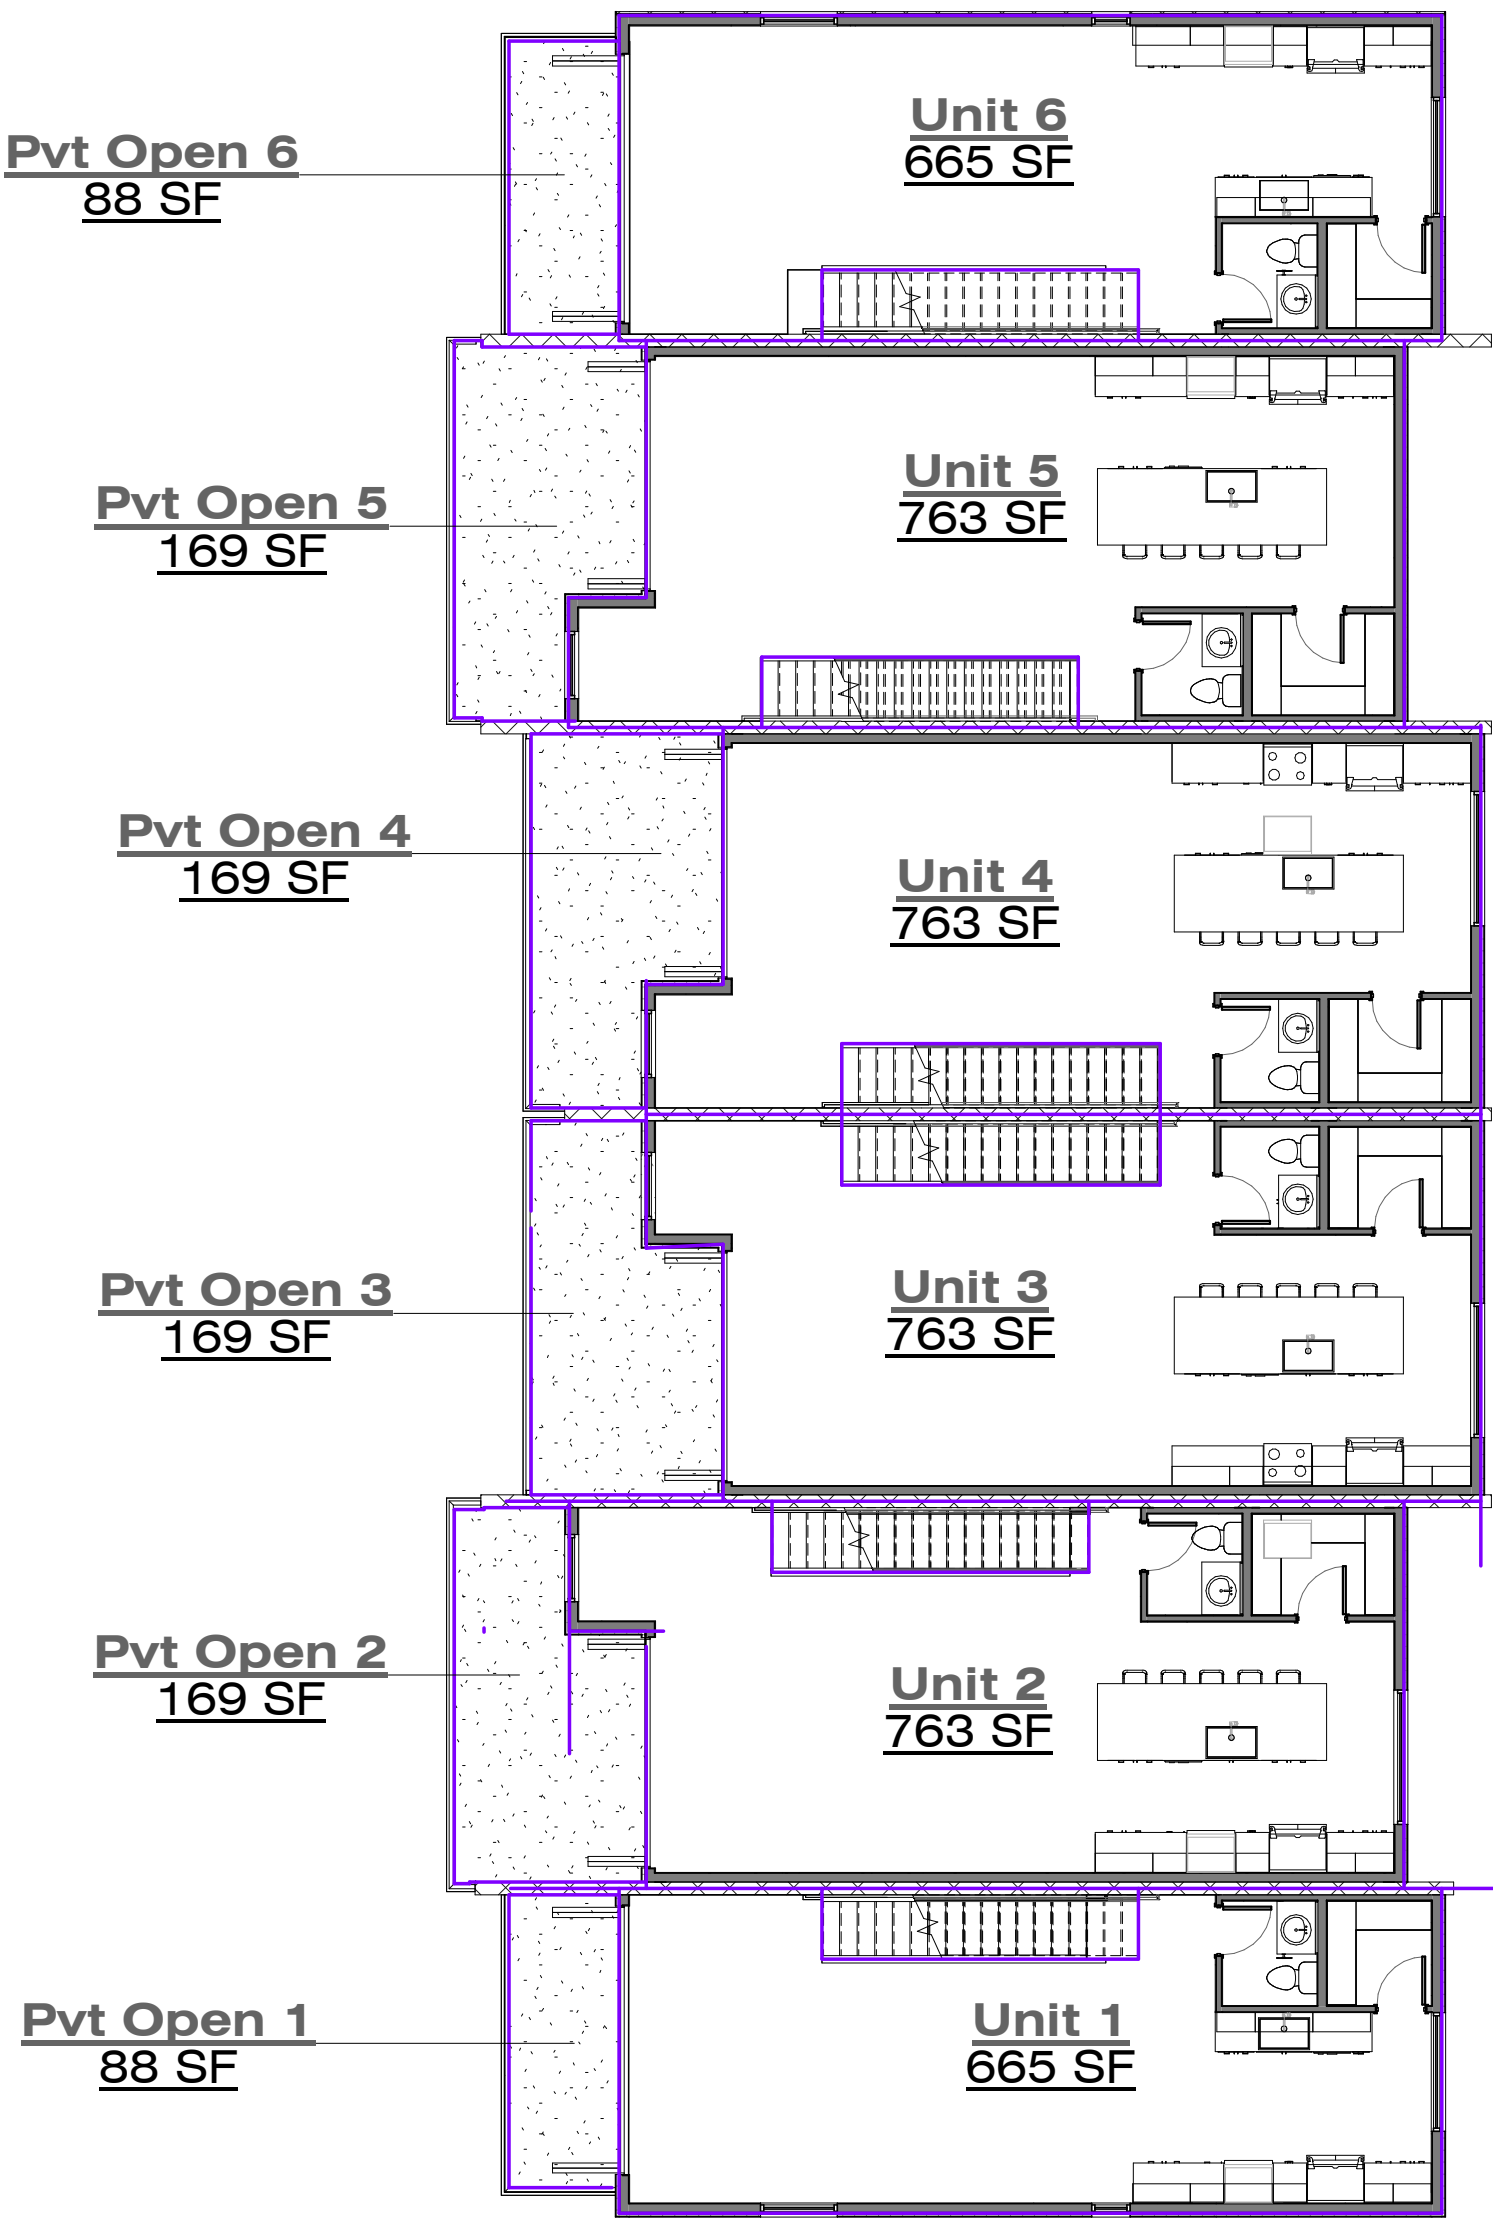 Unit 6
665 SF
Pvt Open 6
88 SF
Unit 5
763 SF
Pvt Open 5
169 SF
Pvt Open 4
169 SF
Unit 4
763 SF
Pvt Open 3
169 SF
Unit 3
763 SF
Pvt Open 2
169 SF
Unit 2
763 SF
Pvt Open 1
88 SF
Unit 1
665 SF